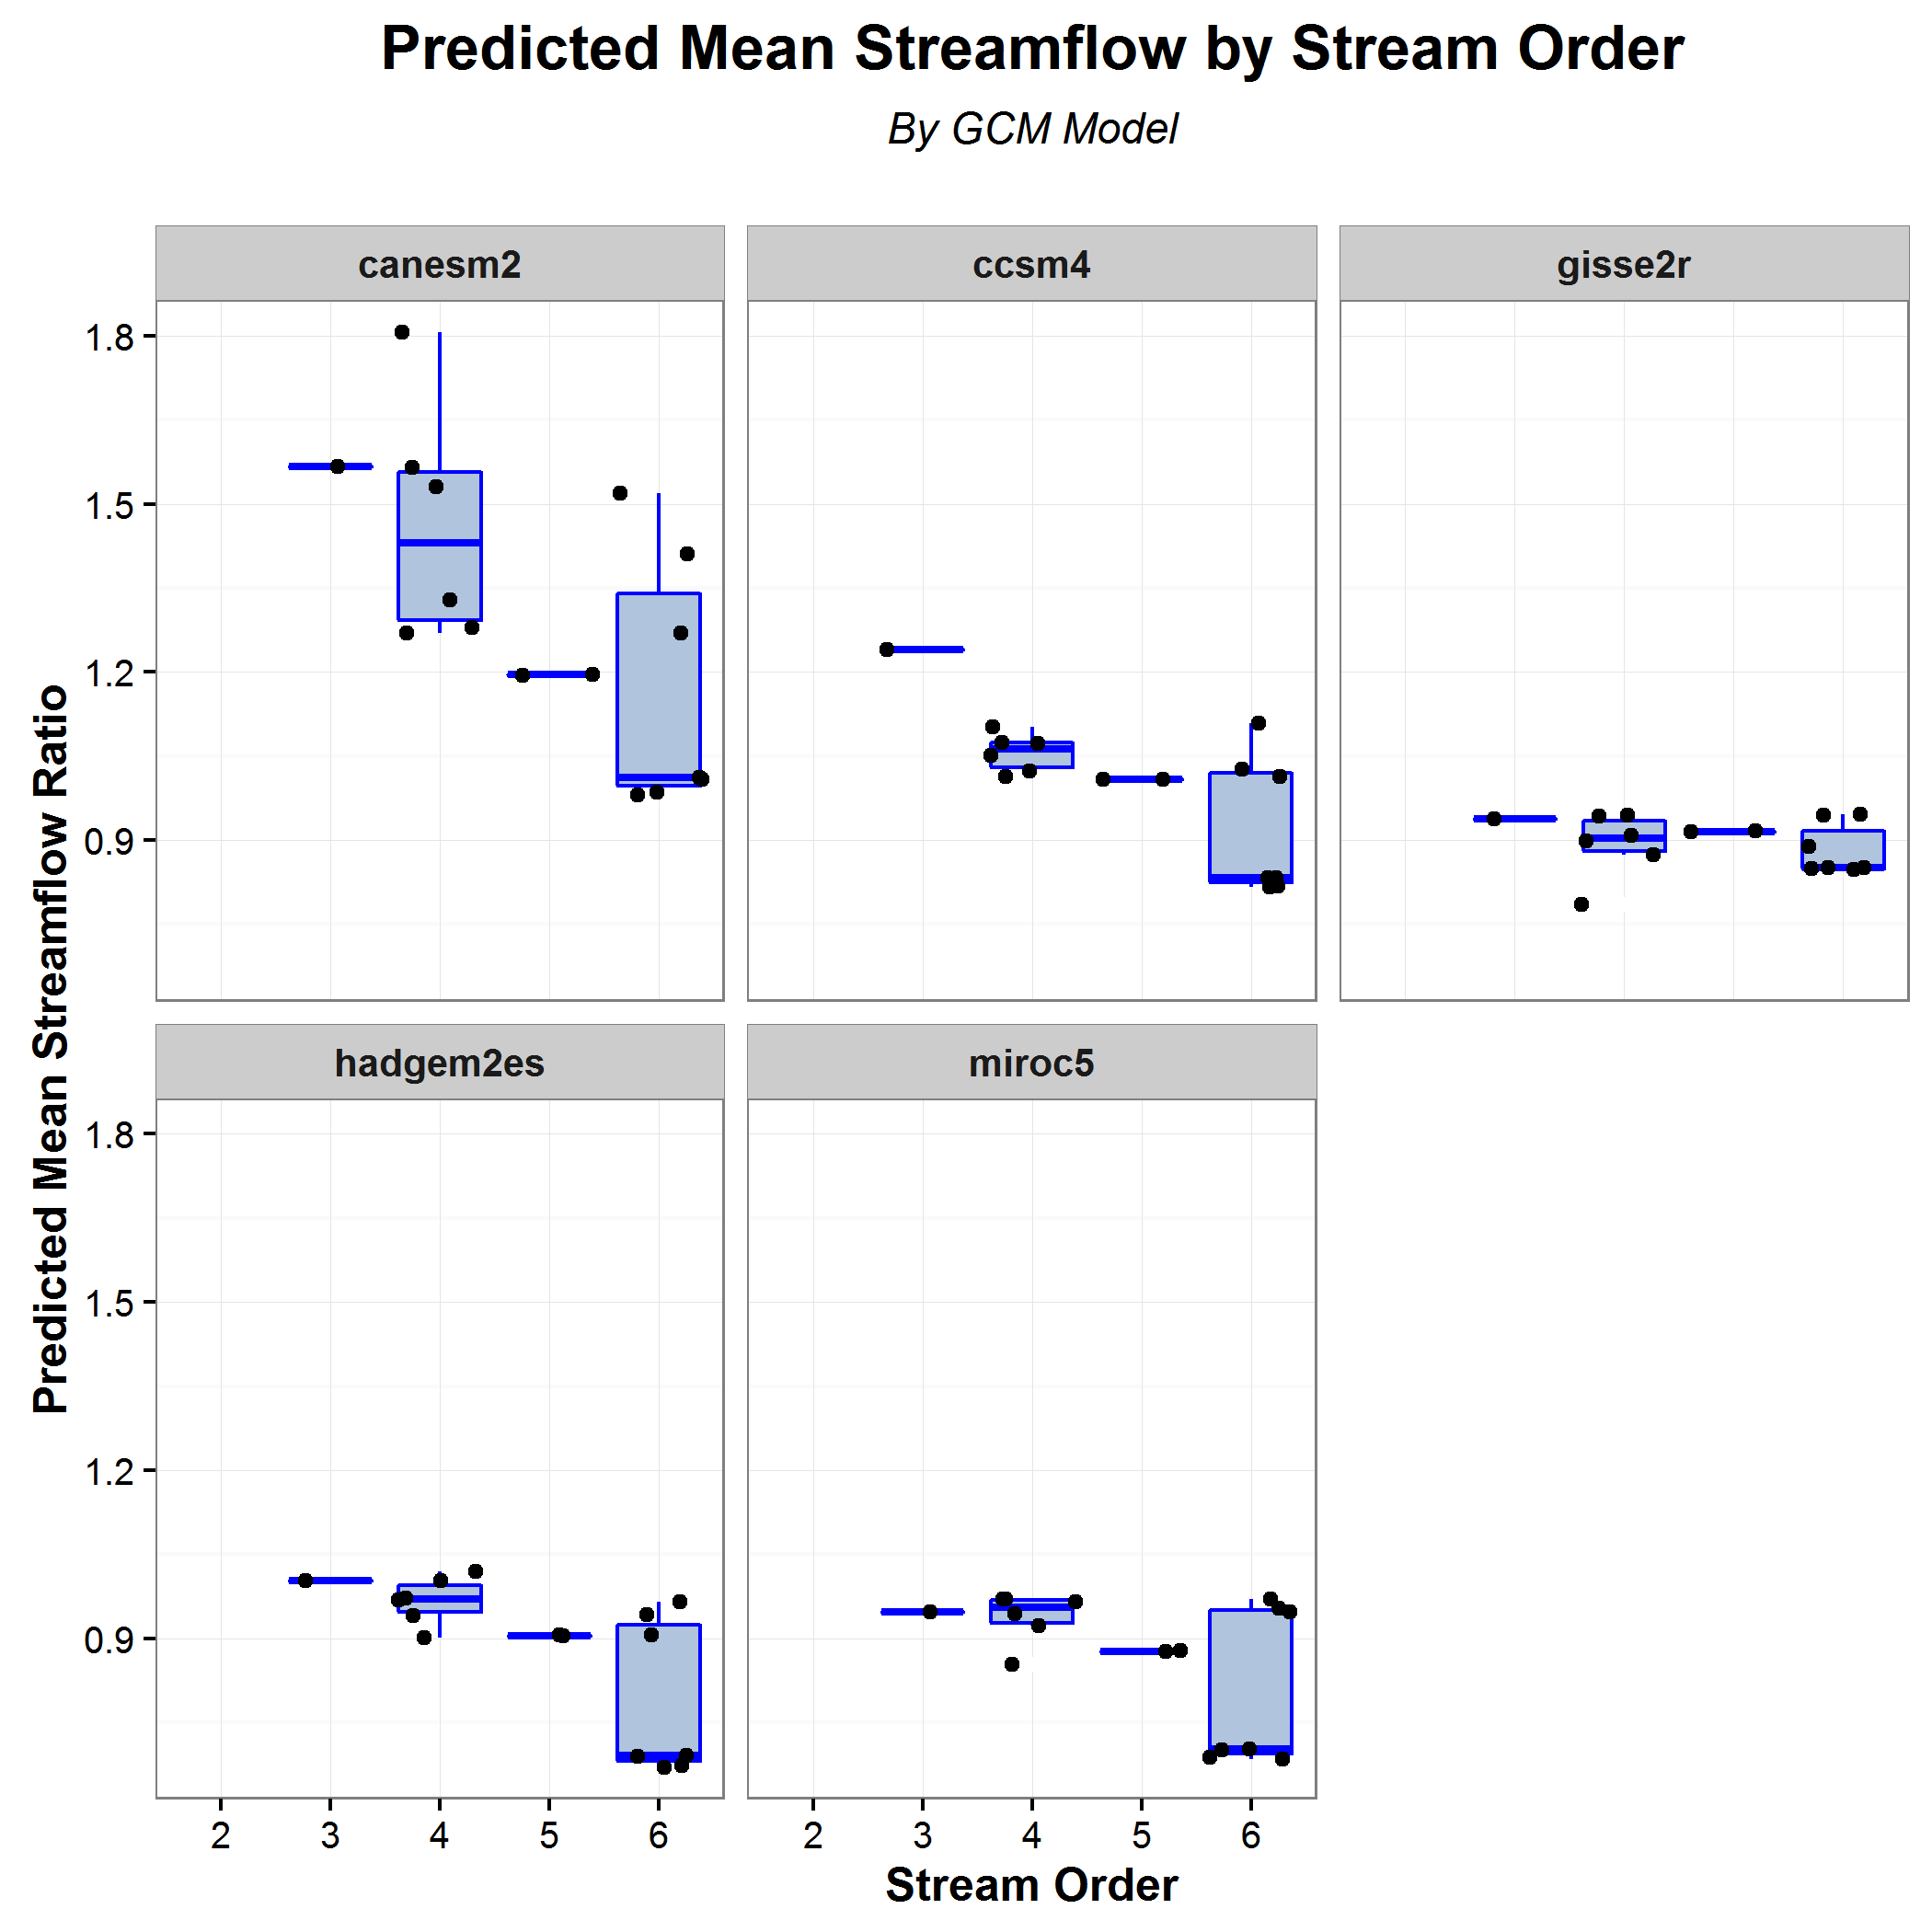 Predicted Mean Streamflow by Stream Order
By GCM Model
canesm2
ccsm4
gisse2r
1.8
1.5
1.2
0.9
Predicted Mean Streamflow Ratio
hadgem2es
miroc5
1.8
1.5
1.2
0.9
2 3 4 5 6
2 3 4 5 6
Stream Order